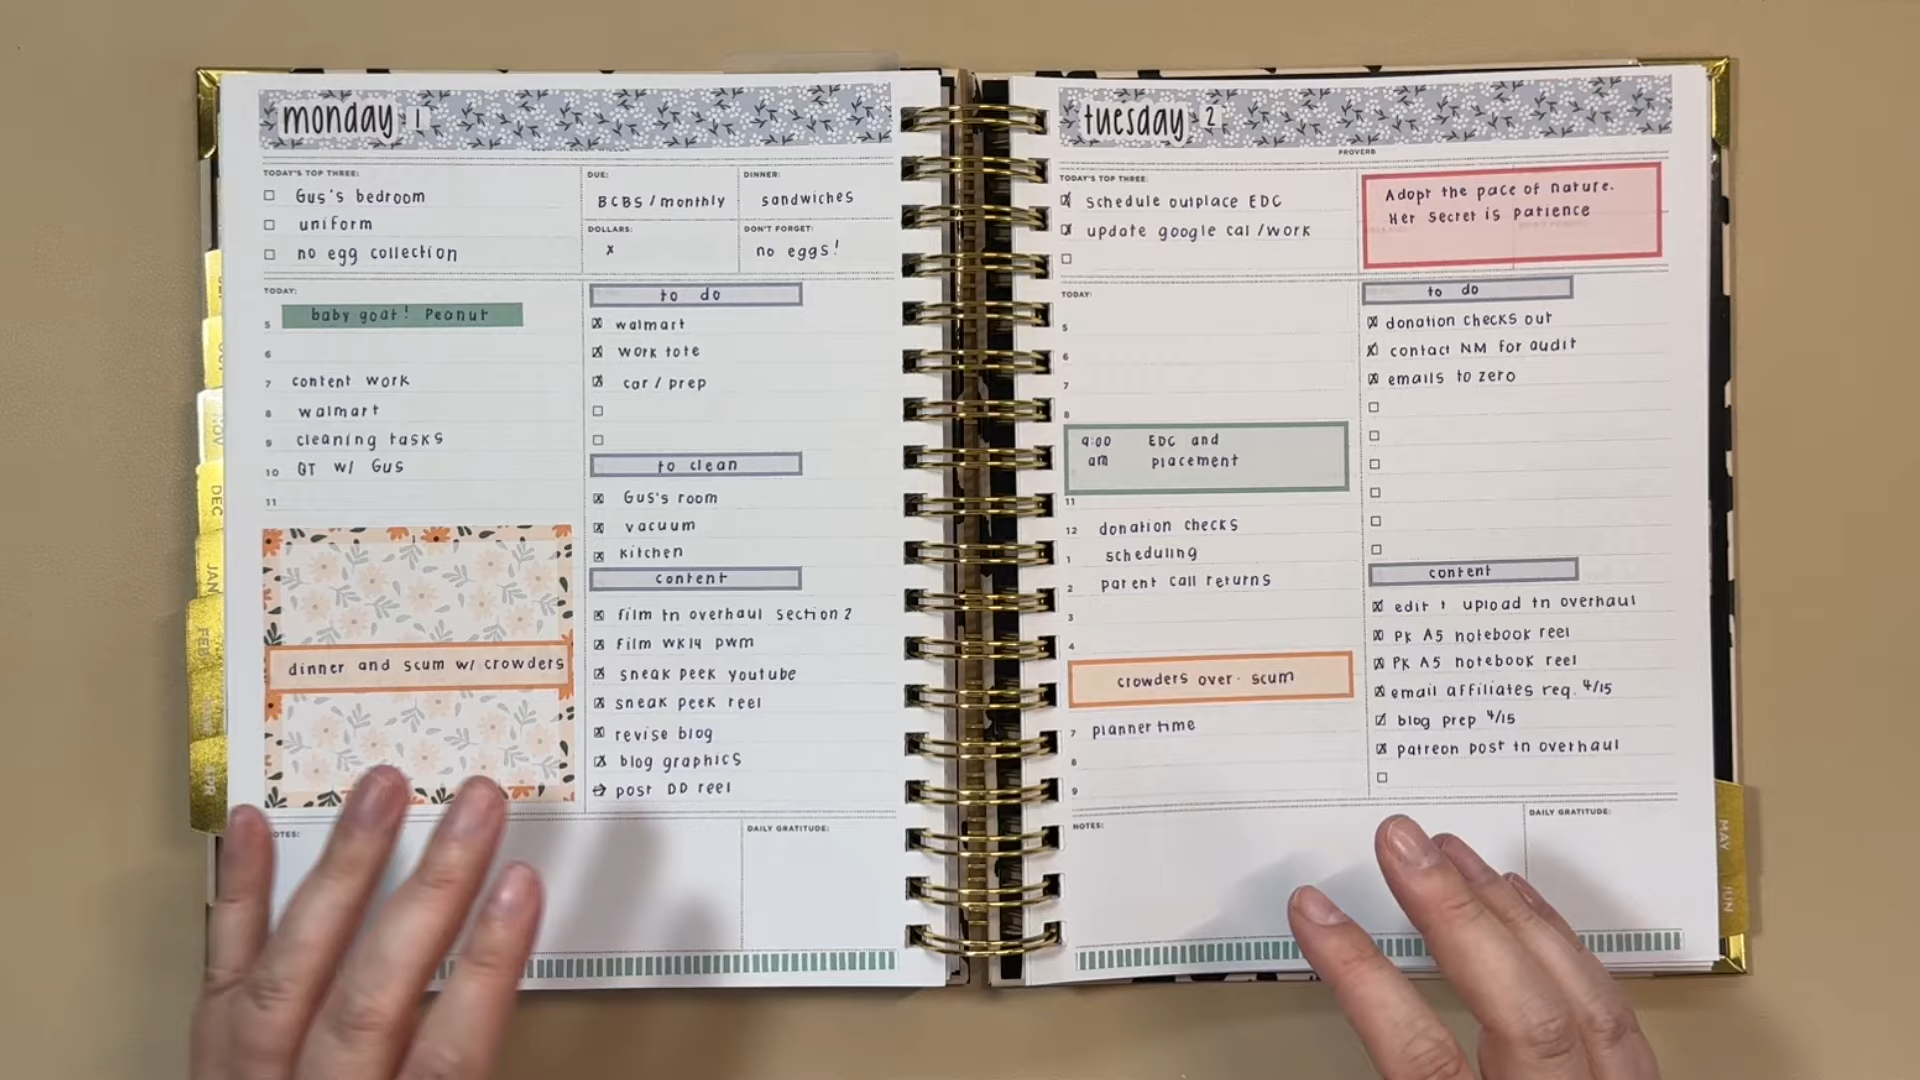 monday 1
TODAY'S TOP THREE:
Gus's bedroom
uniform
no egg collection
DUE:
BCBS / monthly
DINNER:
sandwiches
DOLLARS:
x
DON'T FORGET:
no eggs!
TODAY:
baby goat! Peanut
5
6
7 content work
8 walmart
9 cleaning tasks
10 QT w/ Gus
11
dinner and scum w/ crowders
to do
walmart
work tote
car / prep
to clean
Gus's room
vacuum
kitchen
content
film tn overhaul section 2
film wk14 pwm
sneak peek youtube
sneak peek reel
revise blog
blog graphics
post DD reel
NOTES:
DAILY GRATITUDE:
tuesday 2
PROVERB
TODAY'S TOP THREE:
schedule outplace EDC
update google cal /work
Adopt the pace of nature.
Her secret is patience
TODAY:
5
6
7
8
9:00 EDC and
am placement
11
12 donation checks
1 scheduling
2 parent call returns
3
4
crowders over · scum
7 planner time
8
9
to do
donation checks out
contact NM for audit
emails to zero
content
edit + upload tn overhaul
PK A5 notebook reel
PK A5 notebook reel
email affiliates req. 4/15
blog prep 4/15
patreon post tn overhaul
NOTES:
DAILY GRATITUDE:
NOV
DEC
JAN
FEB
APR
MAY
JUN